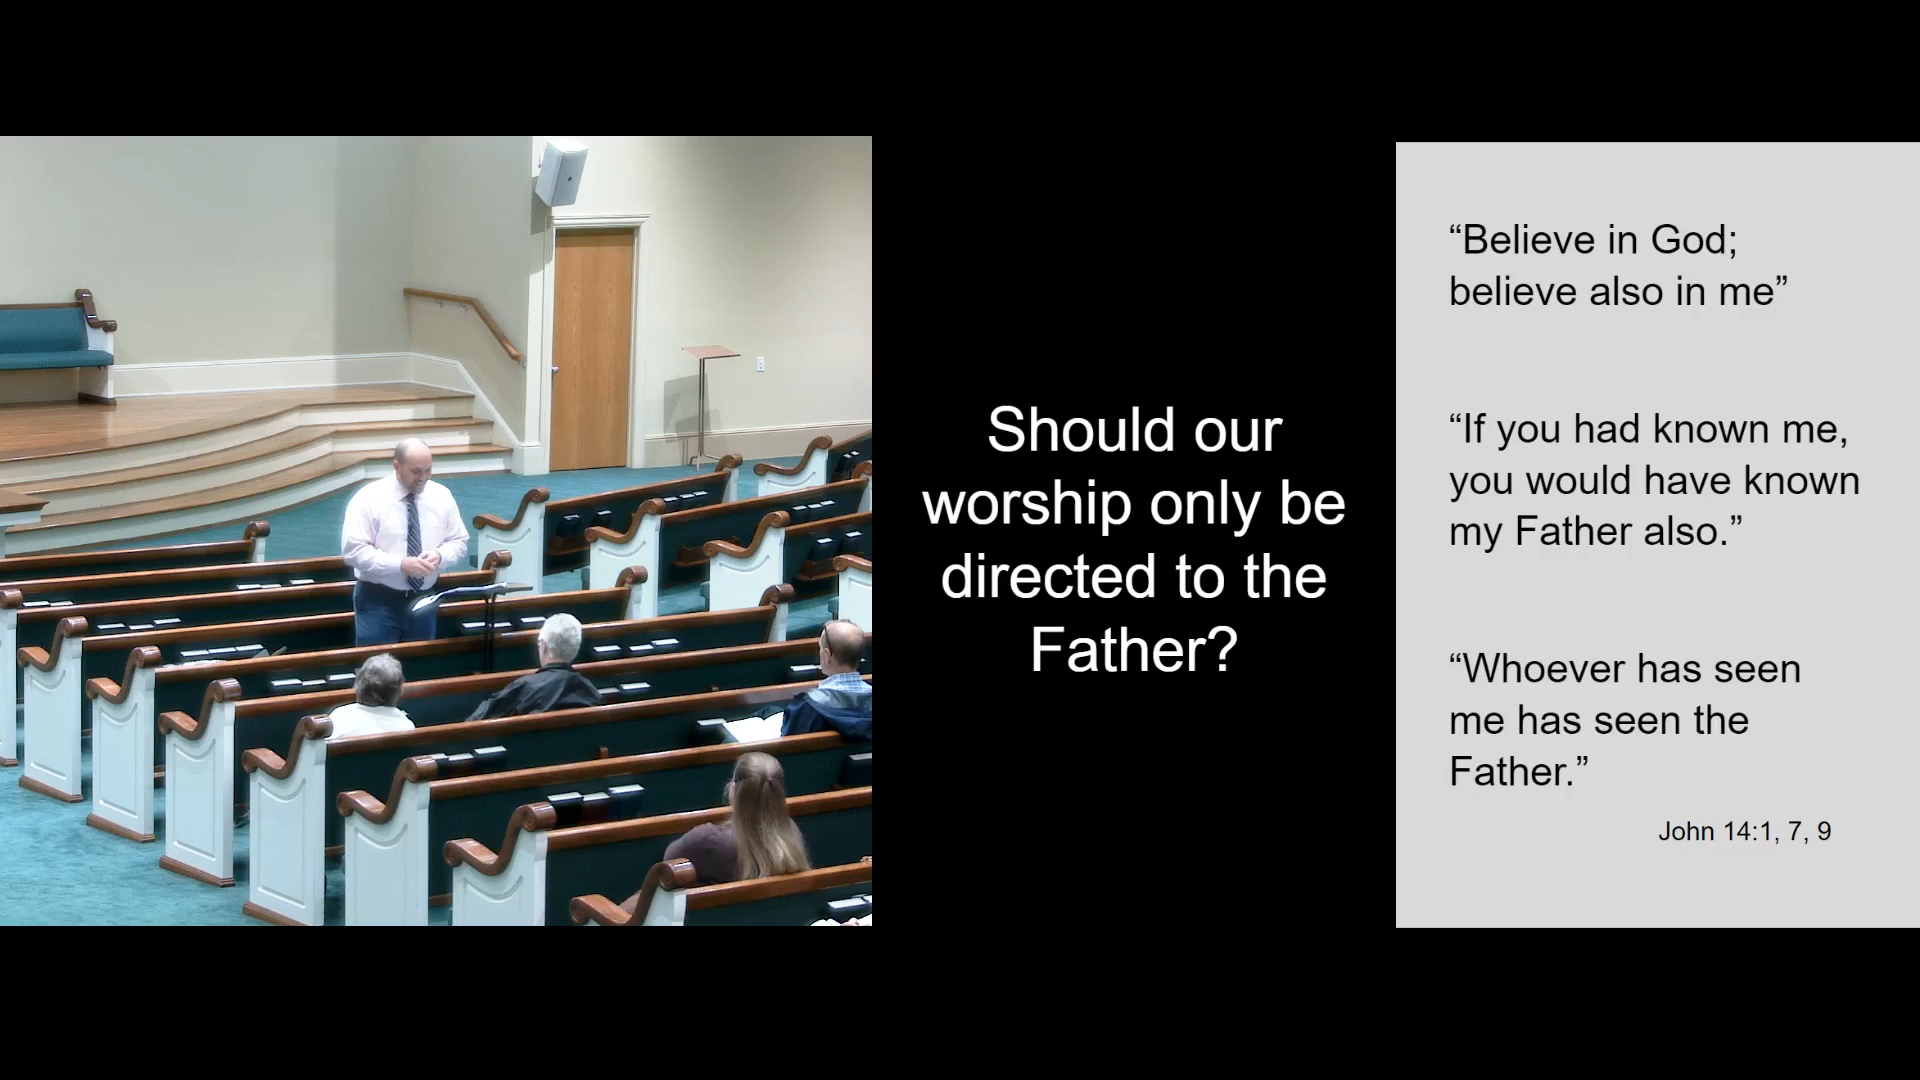 Should our
worship only be
directed to the
Father?
“Believe in God;
believe also in me”
“If you had known me,
you would have known
my Father also.”
“Whoever has seen
me has seen the
Father.”
John 14:1, 7, 9